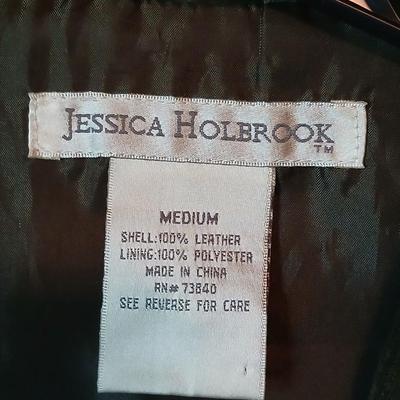 JESSICA HOLBROOK
TM
MEDIUM
SHELL:100% LEATHER
LINING:100% POLYESTER
MADE IN CHINA
RN# 73840
SEE REVERSE FOR CARE